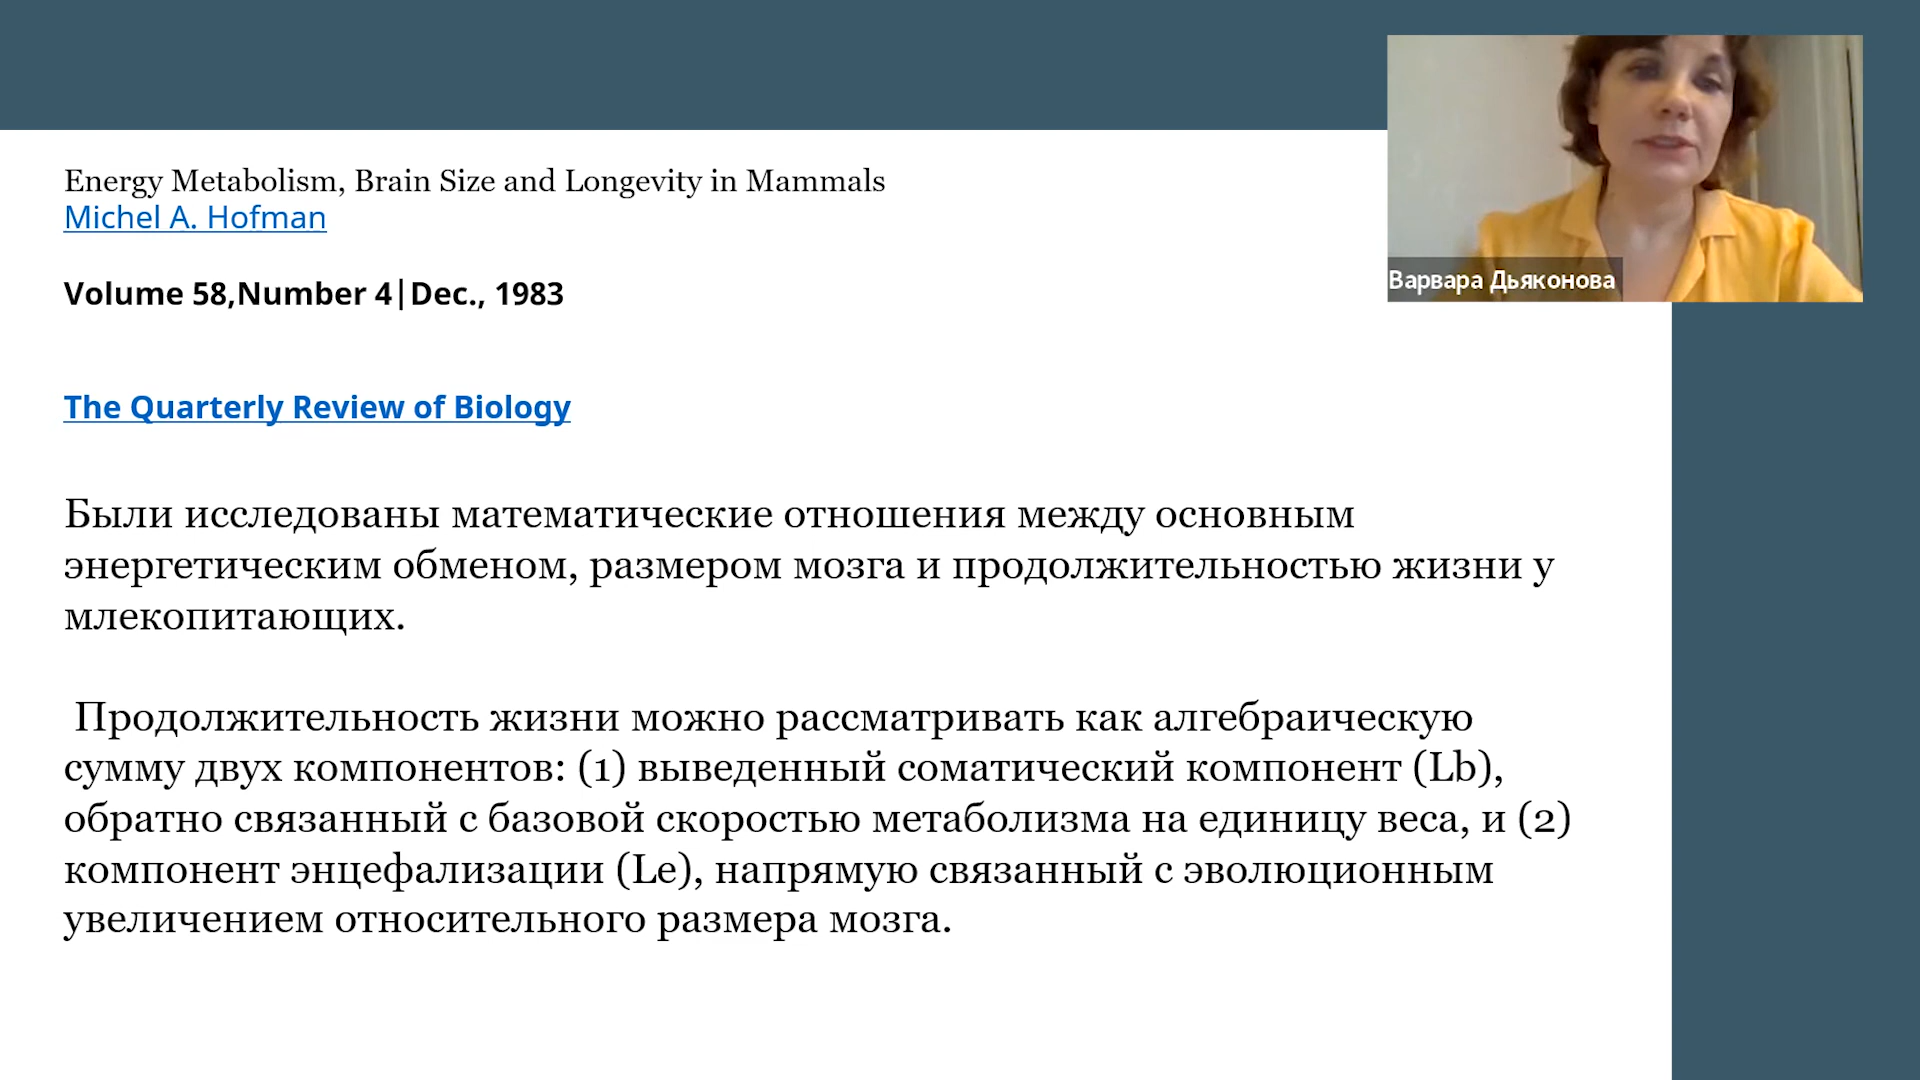 Energy Metabolism, Brain Size and Longevity in Mammals
Michel A. Hofman
Volume 58,Number 4|Dec., 1983
The Quarterly Review of Biology
Были исследованы математические отношения между основным
энергетическим обменом, размером мозга и продолжительностью жизни у
млекопитающих.
Продолжительность жизни можно рассматривать как алгебраическую
сумму двух компонентов: (1) выведенный соматический компонент (Lb),
обратно связанный с базовой скоростью метаболизма на единицу веса, и (2)
компонент энцефализации (Le), напрямую связанный с эволюционным
увеличением относительного размера мозга.
Варвара Дьяконова